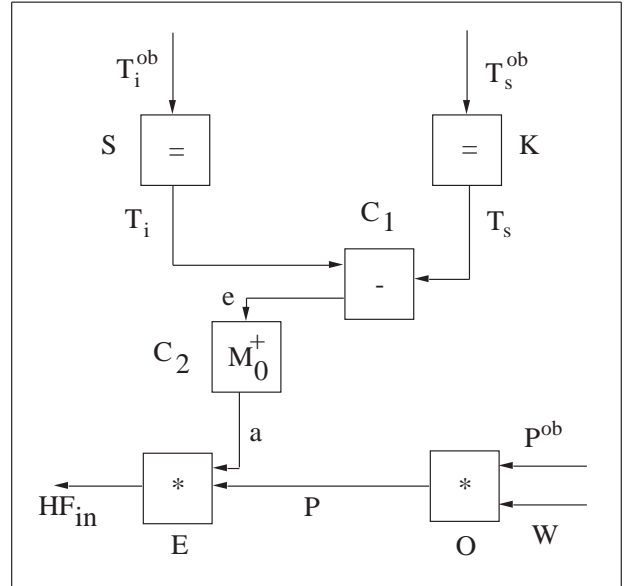 T_i^ob T_s^ob
S = = K
T_i C_1 T_s
-
e
C_2 M_0^+
a
P^ob
* *
HF_in P W
E O